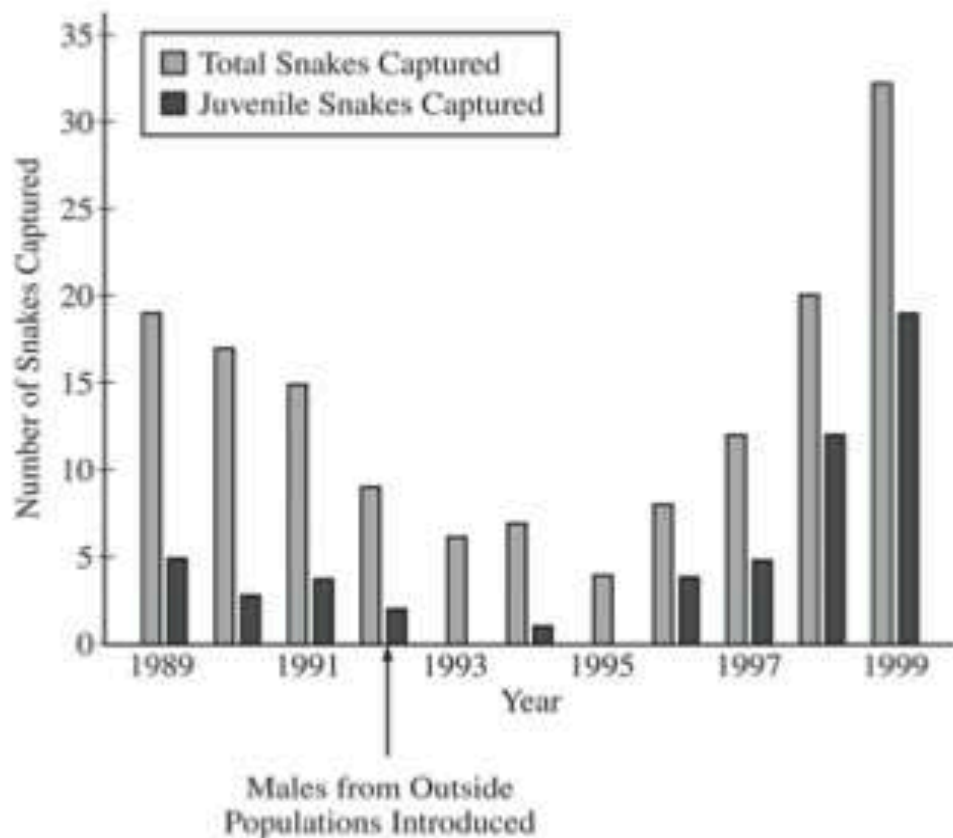 35
Total Snakes Captured
Juvenile Snakes Captured
30
25
20
15
10
5
0
Number of Snakes Captured
1989 1991 1993 1995 1997 1999
Year
Males from Outside
Populations Introduced